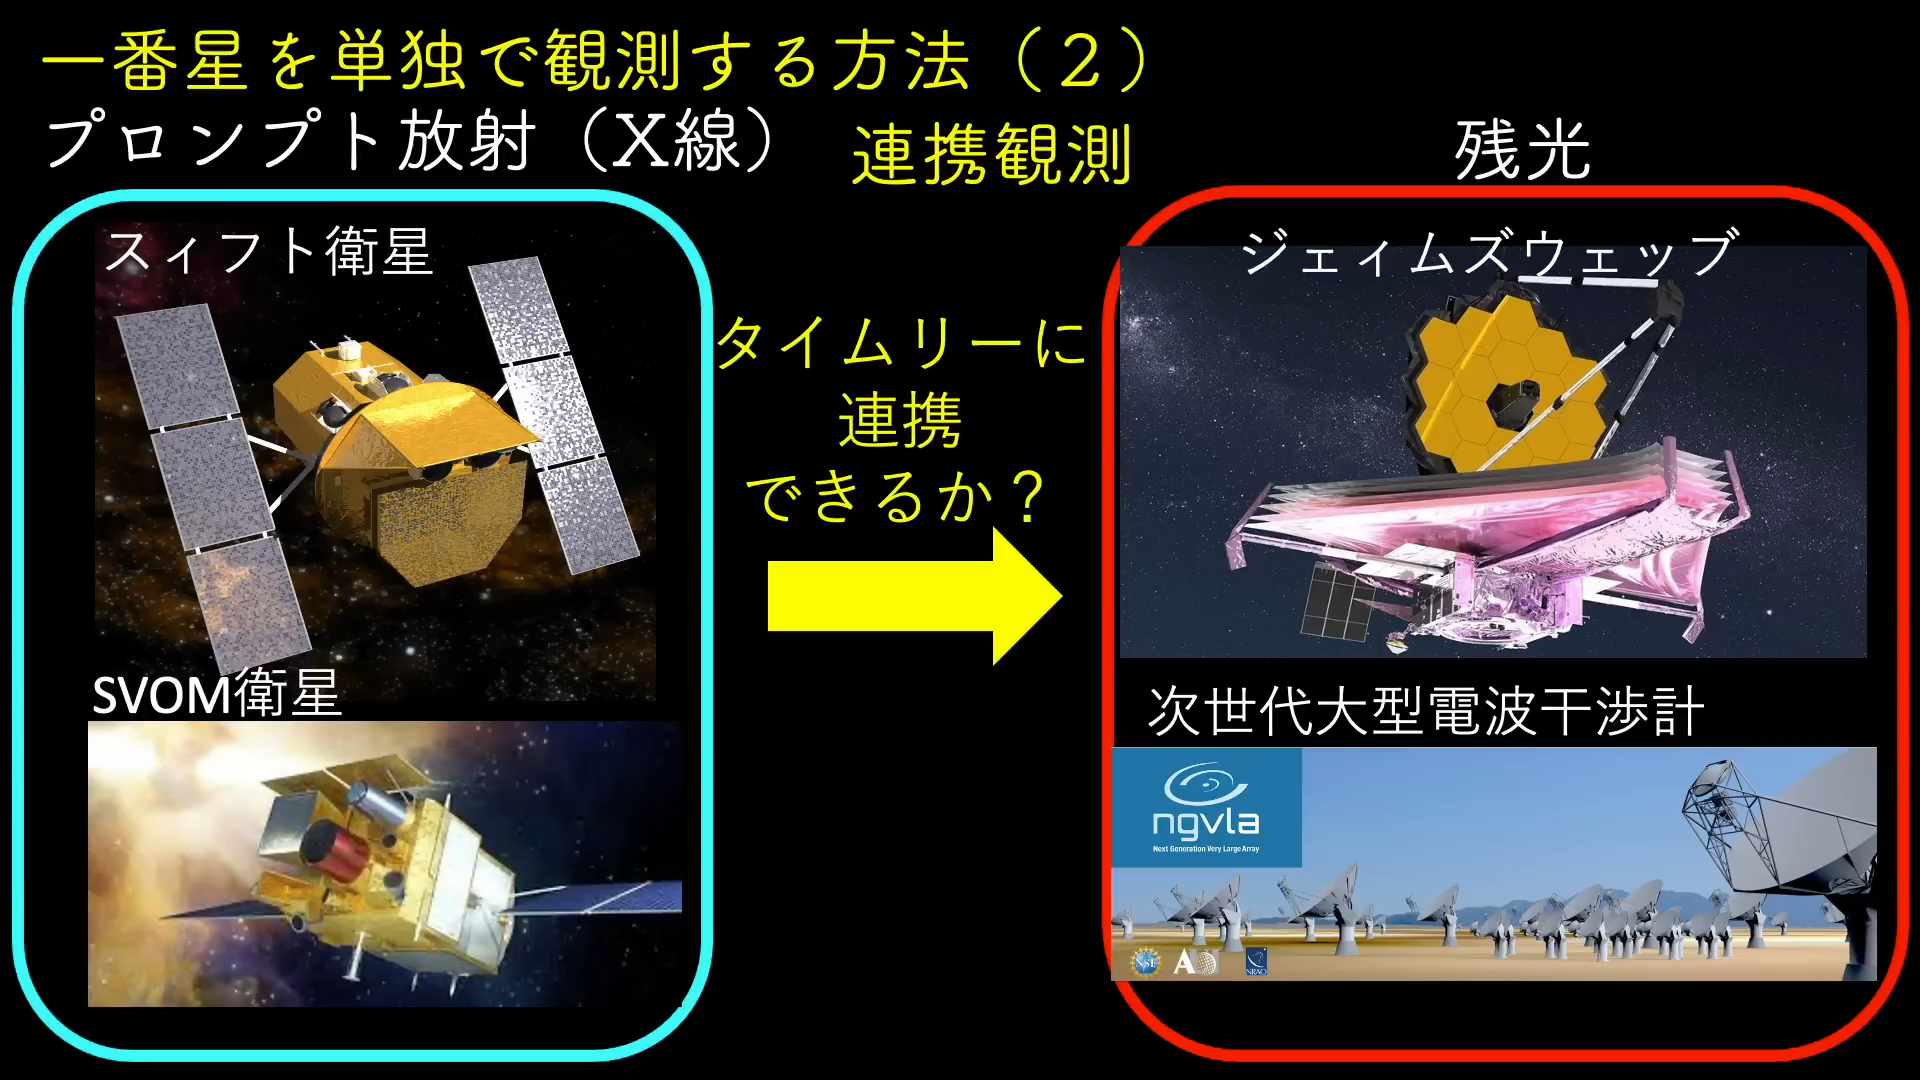 一番星を単独で観測する方法（２）
プロンプト放射（X線）
連携観測
残光
スィフト衛星
ジェィムズウェッブ
タイムリーに
連携
できるか？
SVOM衛星
次世代大型電波干渉計
ngvla
Next Generation Very Large Array
NSF
NRAO